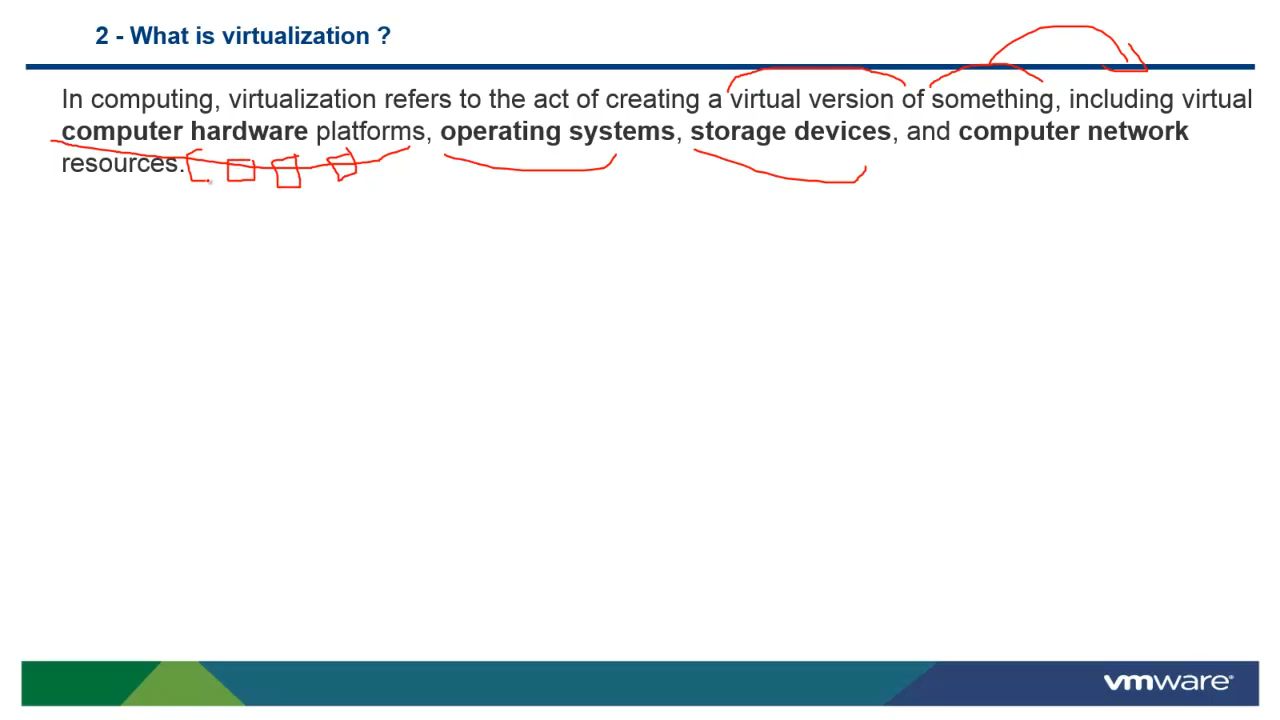 2 - What is virtualization ?
In computing, virtualization refers to the act of creating a virtual version of something, including virtual
computer hardware platforms, operating systems, storage devices, and computer network
resources.
vmware®